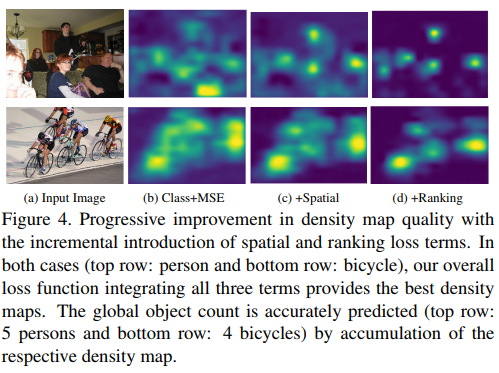 (a) Input Image (b) Class+MSE (c) +Spatial (d) +Ranking
Figure 4. Progressive improvement in density map quality with
the incremental introduction of spatial and ranking loss terms. In
both cases (top row: person and bottom row: bicycle), our overall
loss function integrating all three terms provides the best density
maps. The global object count is accurately predicted (top row:
5 persons and bottom row: 4 bicycles) by accumulation of the
respective density map.